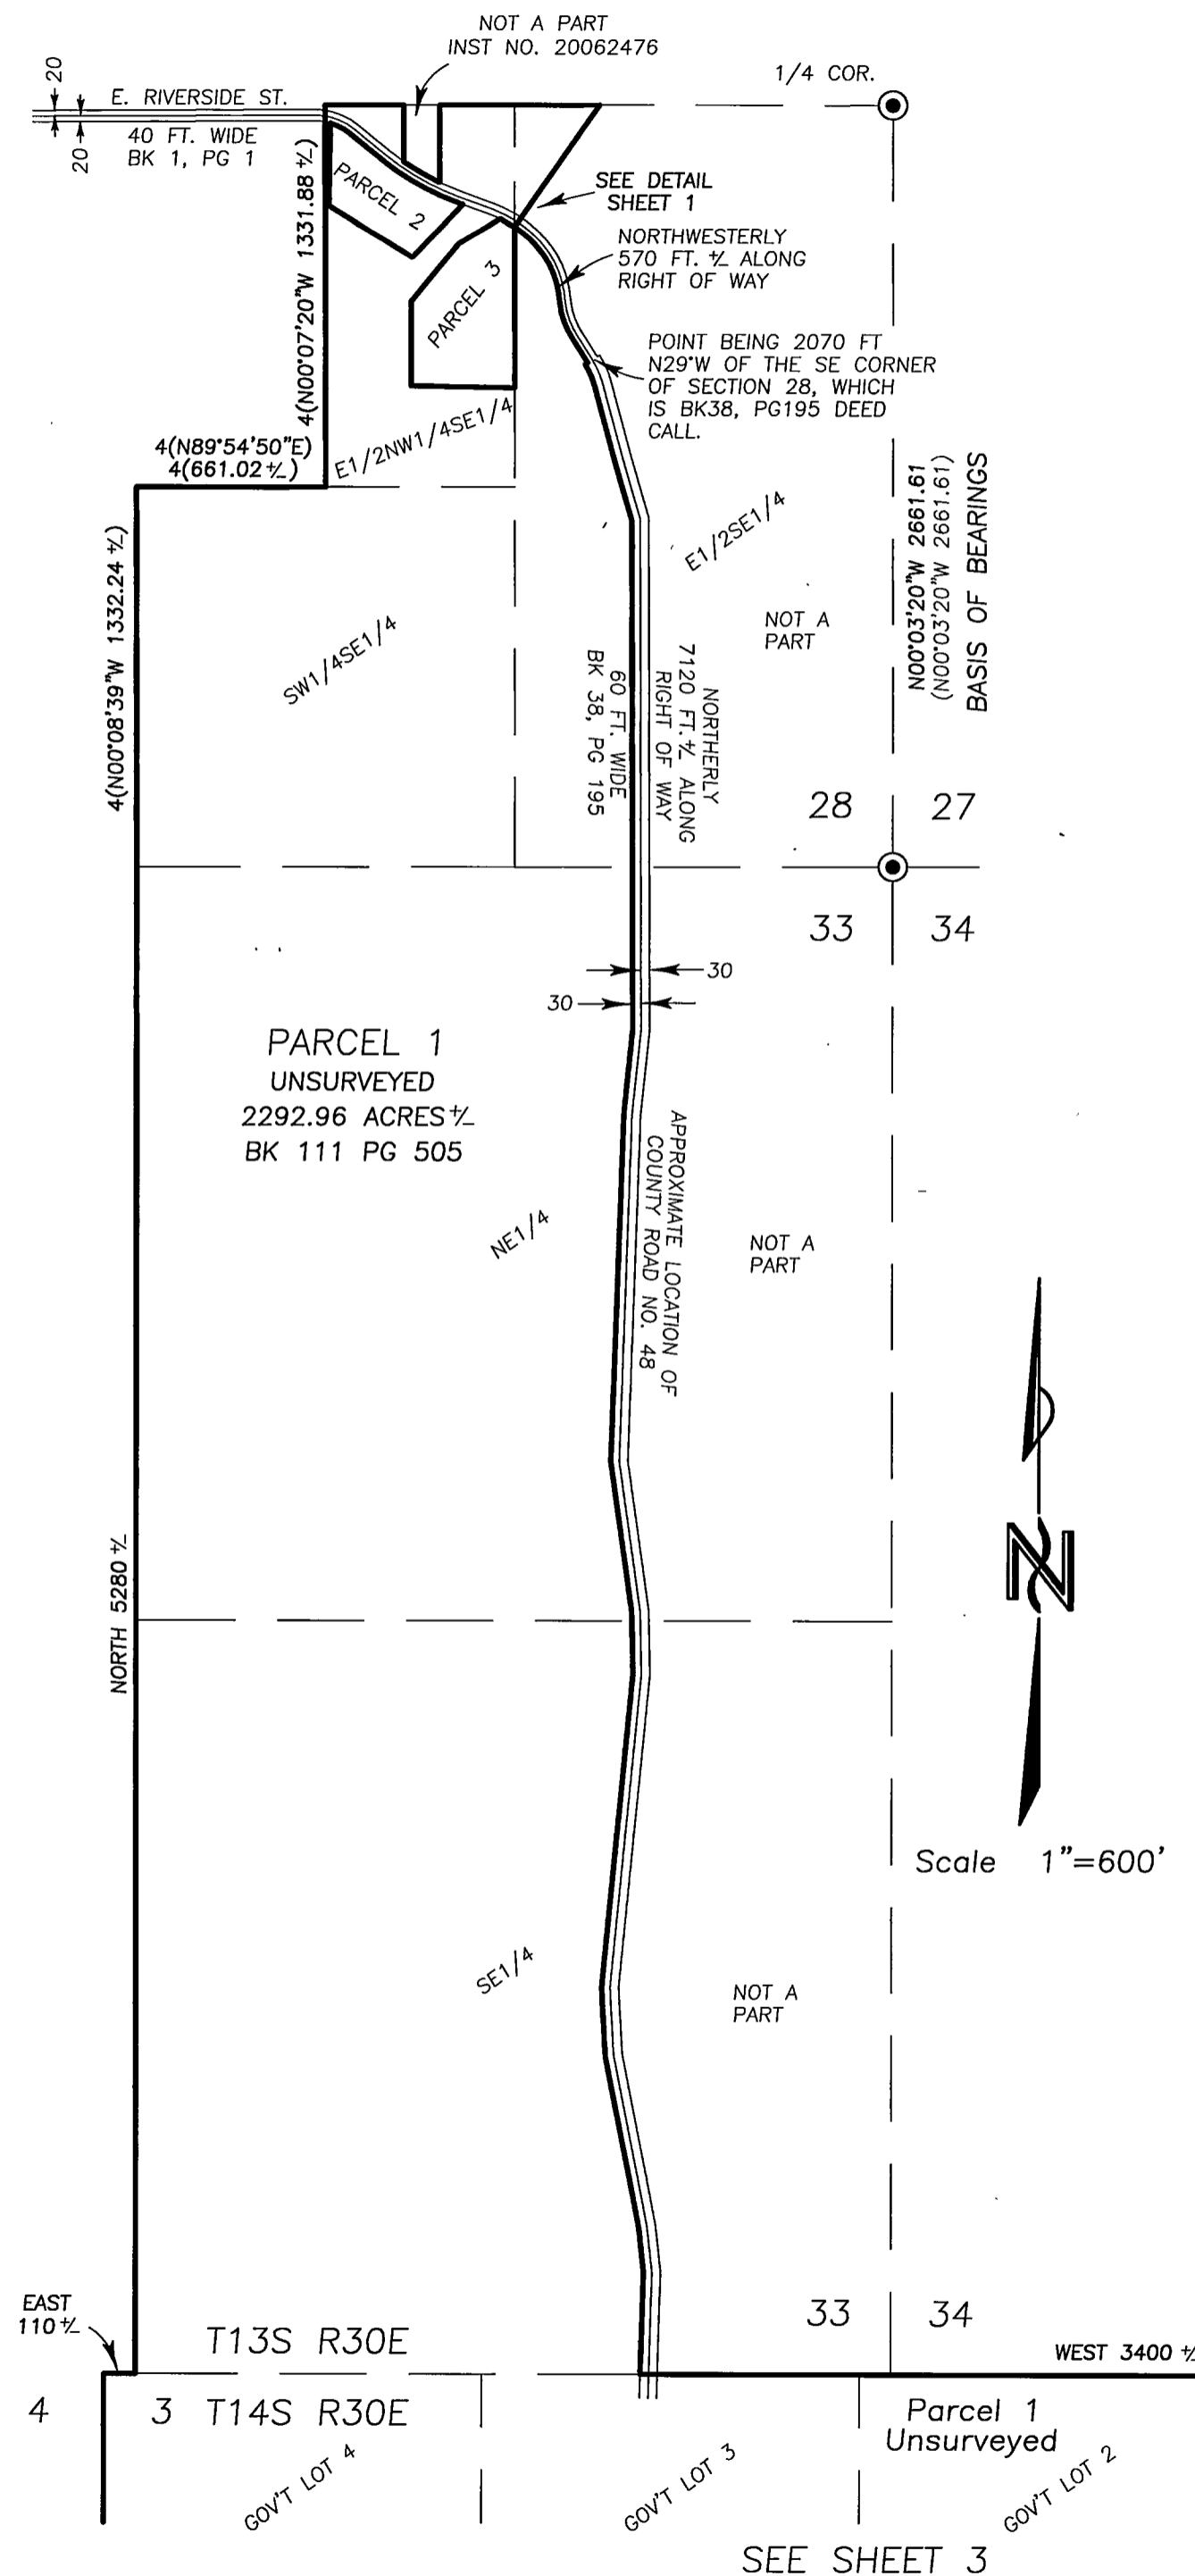 NOT A PART
INST NO. 20062476
1/4 COR.
20
E. RIVERSIDE ST.
40 FT. WIDE
BK 1, PG 1
20
4(N00°07'20"W 1331.88 +/-)
PARCEL 2
SEE DETAIL
SHEET 1
NORTHWESTERLY
570 FT. +/- ALONG
RIGHT OF WAY
PARCEL 3
POINT BEING 2070 FT
N29°W OF THE SE CORNER
OF SECTION 28, WHICH
IS BK38, PG195 DEED
CALL.
4(N89°54'50"E)
4(661.02 +/-)
E1/2NW1/4SE1/4
N00°03'20"W 2661.61
(N00°03'20"W 2661.61)
BASIS OF BEARINGS
4(N00°08'39"W 1332.24 +/-)
E1/2SE1/4
SW1/4SE1/4
NOT A
PART
NORTHERLY
7120 FT.+/- ALONG
RIGHT OF WAY
60 FT. WIDE
BK 38, PG 195
28 27
33 34
30
30
PARCEL 1
UNSURVEYED
2292.96 ACRES+/-
BK 111 PG 505
APPROXIMATE LOCATION OF
COUNTY ROAD NO. 48
NE1/4
NOT A
PART
N
NORTH 5280 +/-
Scale 1"=600'
SE1/4
NOT A
PART
EAST
110+/-
33 34
T13S R30E
WEST 3400 +/-
4 3 T14S R30E
Parcel 1
Unsurveyed
GOV'T LOT 4
GOV'T LOT 3
GOV'T LOT 2
SEE SHEET 3